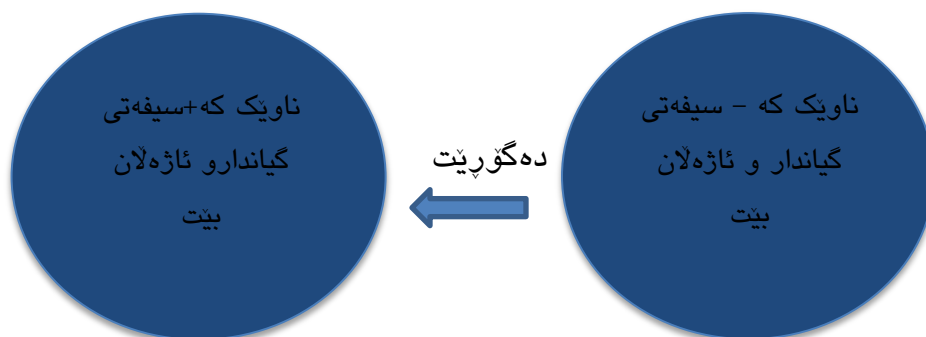 ناوێک کە – سیفەتی
گیاندار و ئاژەڵان
بێت
دەگۆڕێت
ناوێک کە+سیفەتی
گیاندارو ئاژەڵان
بێت